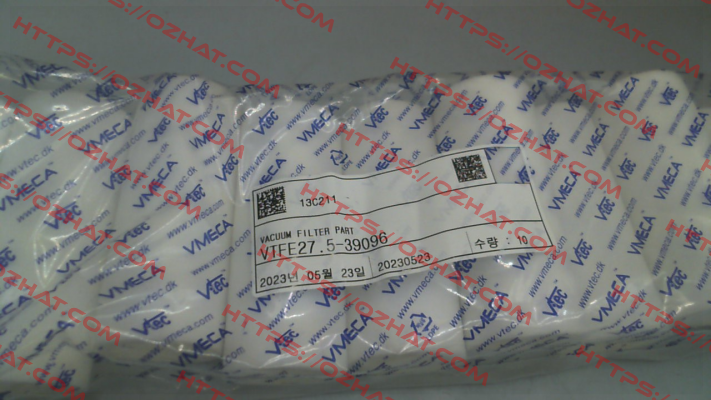 13C211
VACUUM FILTER PART
VTFE27.5-39096
수량 : 10
2023년 05월 23일
20230523
VMECA
Vtec
www.vmeca.com
www.vtec.dk
HTTPS://OZHAT.COM